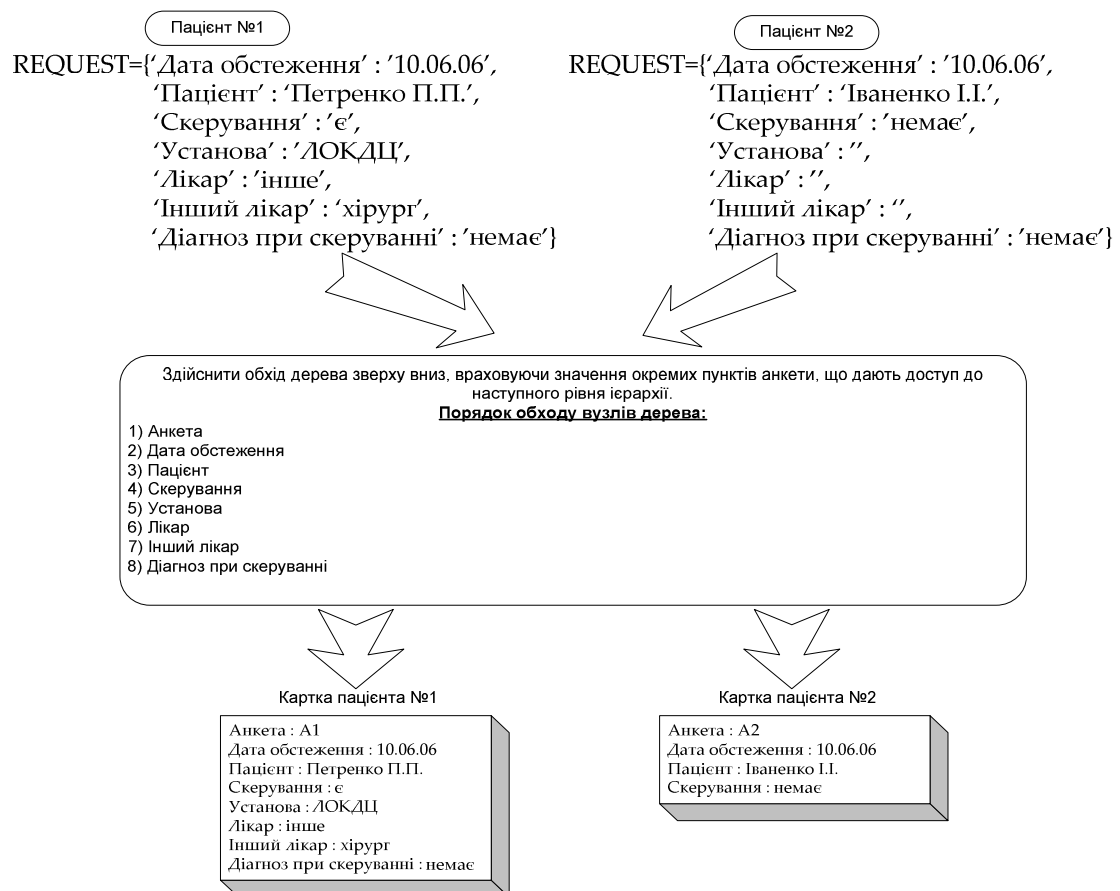 Пацієнт №1
REQUEST={‘Дата обстеження’ : ’10.06.06’,
‘Пацієнт’ : ‘Петренко П.П.’,
‘Скерування’ : ’є’,
‘Установа’ : ’ЛОКДЦ’,
‘Лікар’ : ’інше’,
‘Інший лікар’ : ‘хірург’,
‘Діагноз при скеруванні’ : ’немає’}
Пацієнт №2
REQUEST={‘Дата обстеження’ : ’10.06.06’,
‘Пацієнт’ : ‘Іваненко І.І.’,
‘Скерування’ : ’немає’,
‘Установа’ : ’’,
‘Лікар’ : ’’,
‘Інший лікар’ : ‘’,
‘Діагноз при скеруванні’ : ’немає’}
Здійснити обхід дерева зверху вниз, враховуючи значення окремих пунктів анкети, що дають доступ до
наступного рівня ієрархії.
Порядок обходу вузлів дерева:
1) Анкета
2) Дата обстеження
3) Пацієнт
4) Скерування
5) Установа
6) Лікар
7) Інший лікар
8) Діагноз при скеруванні
Картка пацієнта №1
Анкета : А1
Дата обстеження : 10.06.06
Пацієнт : Петренко П.П.
Скерування : є
Установа : ЛОКДЦ
Лікар : інше
Інший лікар : хірург
Діагноз при скеруванні : немає
Картка пацієнта №2
Анкета : А2
Дата обстеження : 10.06.06
Пацієнт : Іваненко І.І.
Скерування : немає